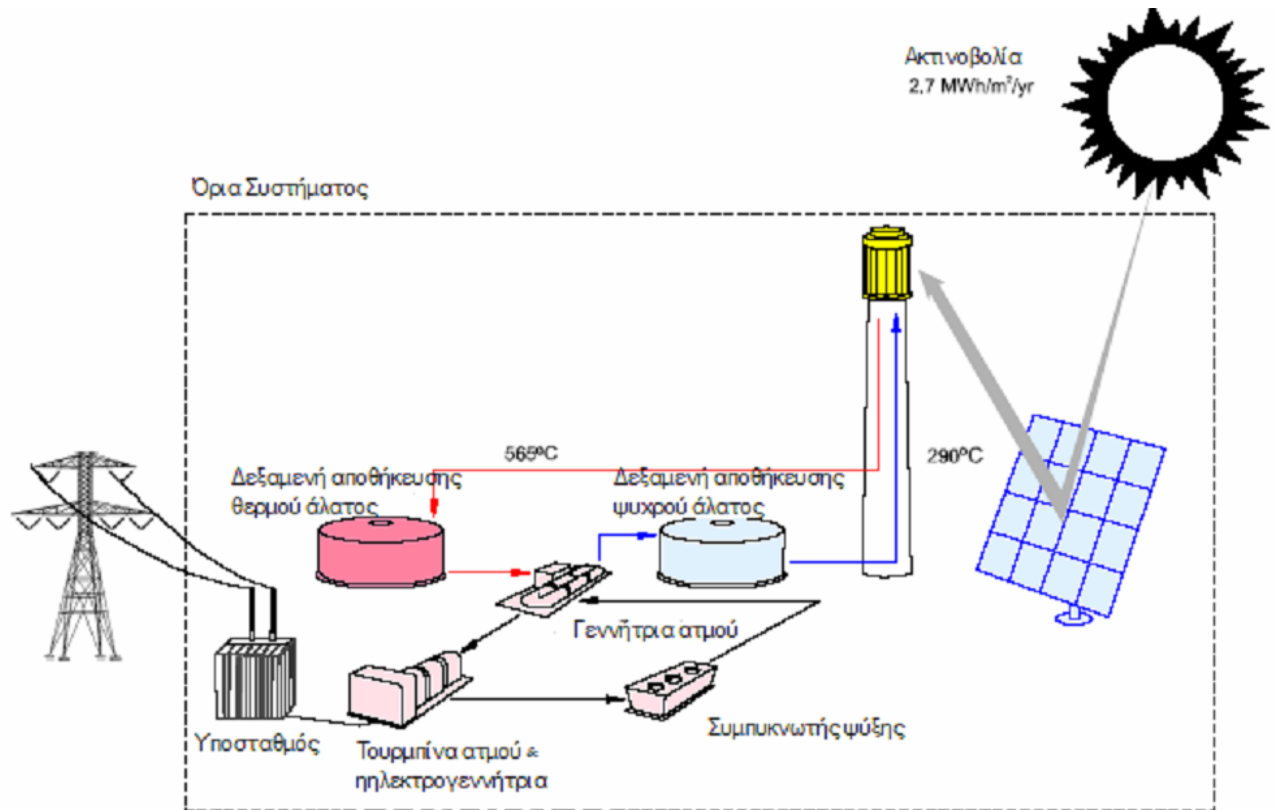 Ακτινοβολία
2,7 MWh/m²/yr
Όρια Συστήματος
565ºC
290ºC
Δεξαμενή αποθήκευσης
θερμού άλατος
Δεξαμενή αποθήκευσης
ψυχρού άλατος
Γεννήτρια ατμού
Υποσταθμός
Τουρμπίνα ατμού &
ηηλεκτρογεννήτρια
Συμπυκνωτής ψύξης